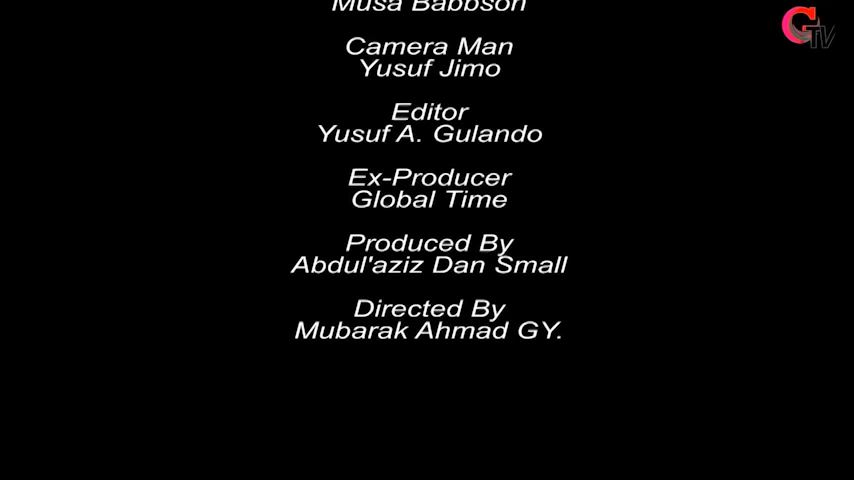 Musa Babbson
Camera Man
Yusuf Jimo
Editor
Yusuf A. Gulando
Ex-Producer
Global Time
Produced By
Abdul'aziz Dan Small
Directed By
Mubarak Ahmad GY.
GTV